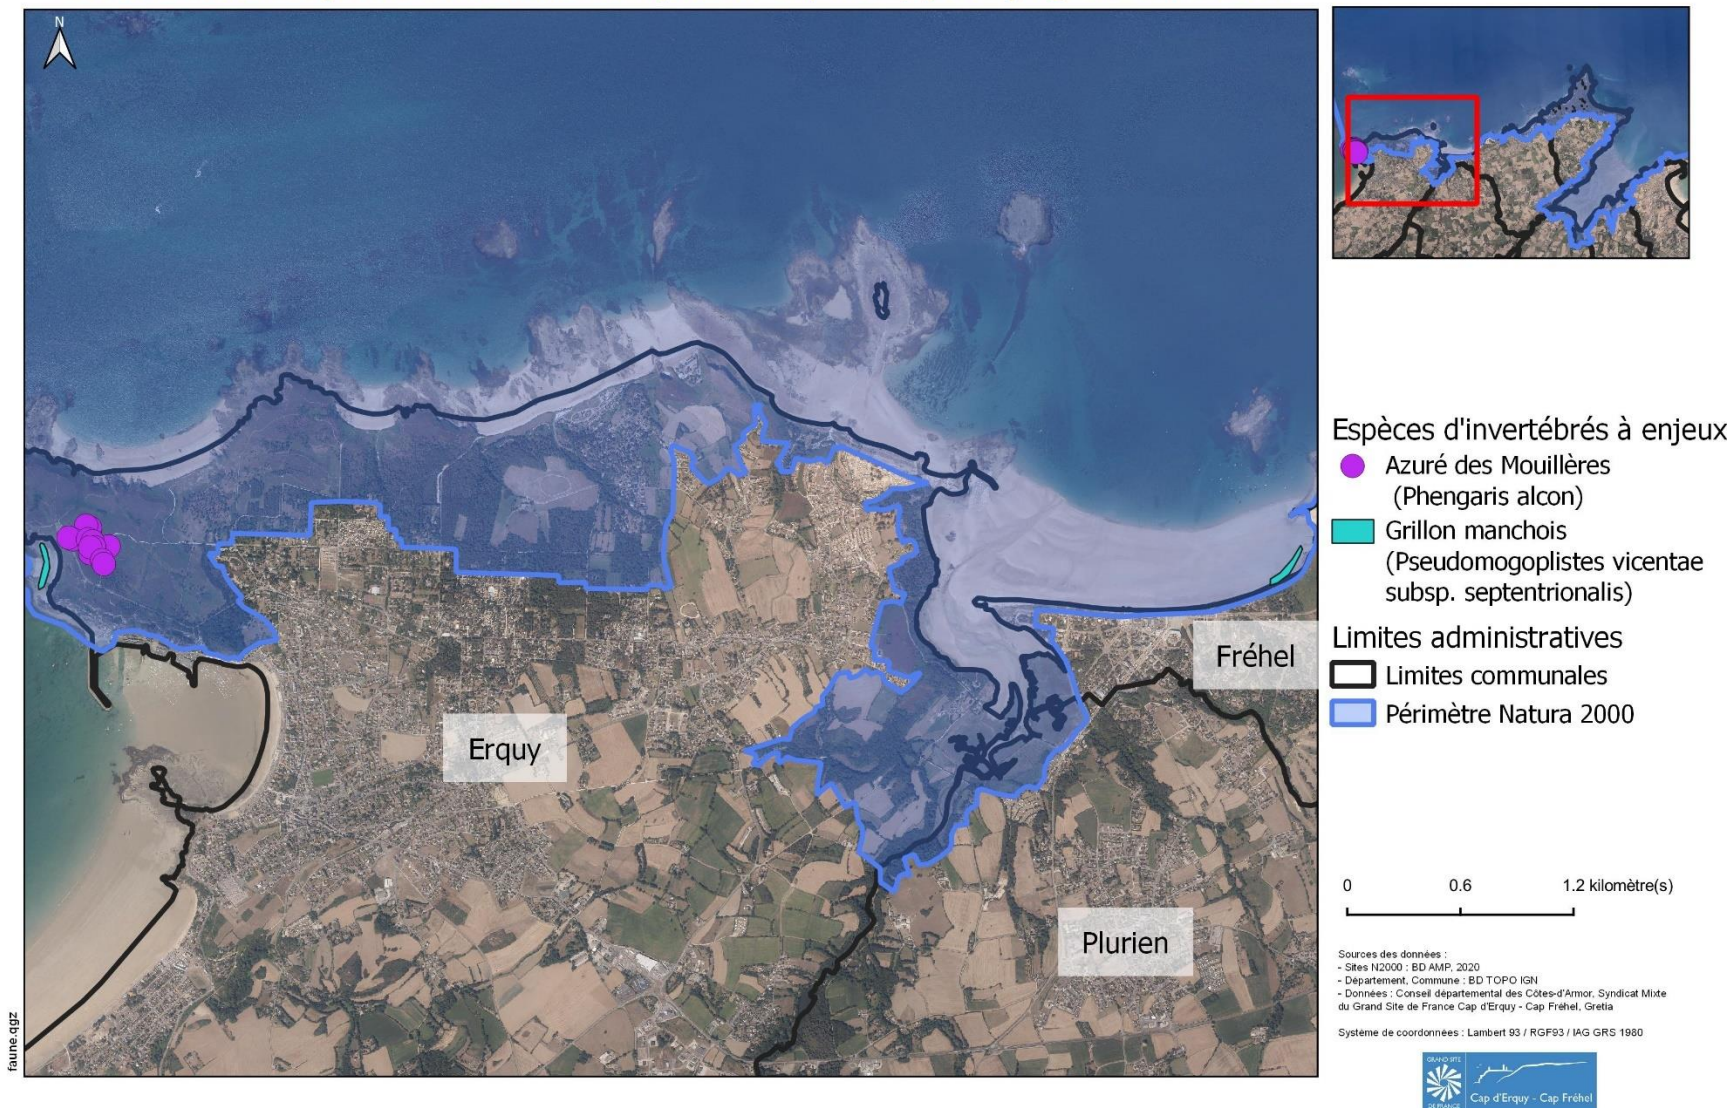 N
Erquy
Fréhel
Plurien
faune.qgz
Espèces d'invertébrés à enjeux
Azuré des Mouillères
(Phengaris alcon)
Grillon manchois
(Pseudomogoplistes vicentae
subsp. septentrionalis)
Limites administratives
Limites communales
Périmètre Natura 2000
0 0.6 1.2 kilomètre(s)
Sources des données :
- Sites N2000 : BD AMP, 2020
- Département, Commune : BD TOPO IGN
- Données : Conseil départemental des Côtes-d'Armor, Syndicat Mixte
du Grand Site de France Cap d'Erquy - Cap Fréhel, Gretia
Système de coordonnées : Lambert 93 / RGF93 / IAG GRS 1980
GRAND SITE
DE FRANCE
Cap d'Erquy - Cap Fréhel